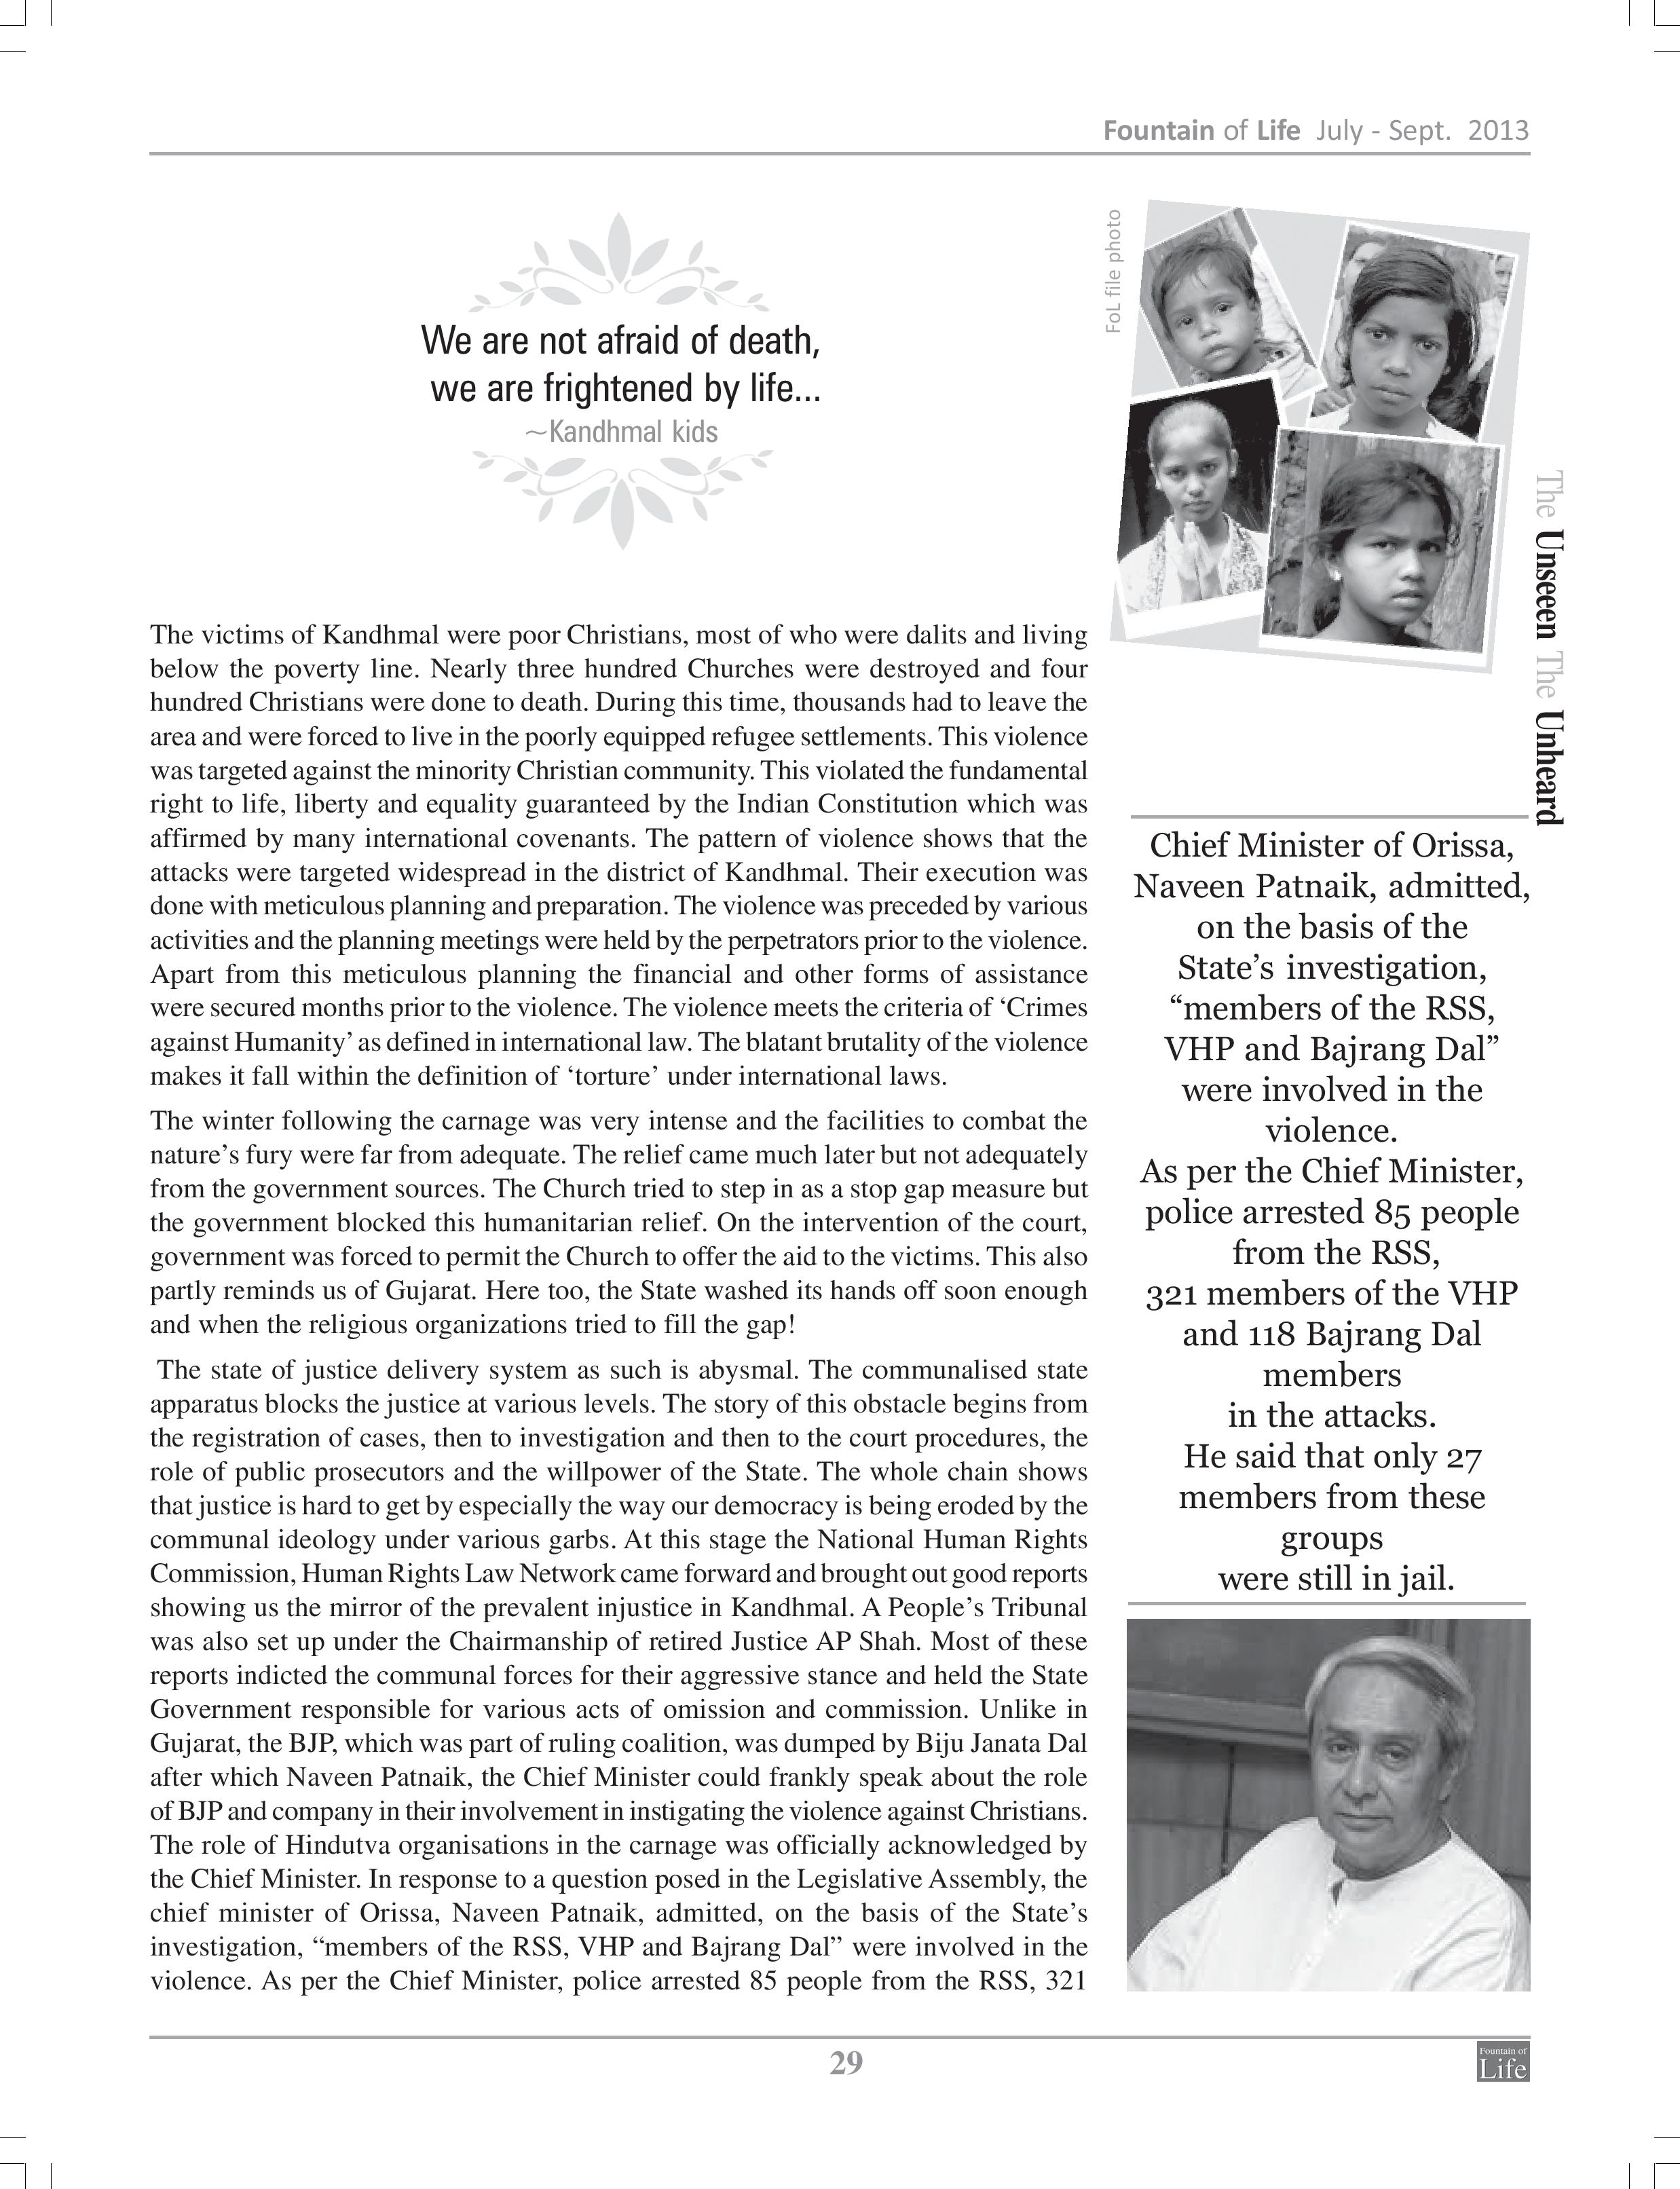 Fountain of Life July - Sept. 2013
FoL file photo
We are not afraid of death,
we are frightened by life...
~Kandhmal kids
The Unseen The Unheard
The victims of Kandhmal were poor Christians, most of who were dalits and living
below the poverty line. Nearly three hundred Churches were destroyed and four
hundred Christians were done to death. During this time, thousands had to leave the
area and were forced to live in the poorly equipped refugee settlements. This violence
was targeted against the minority Christian community. This violated the fundamental
right to life, liberty and equality guaranteed by the Indian Constitution which was
affirmed by many international covenants. The pattern of violence shows that the
attacks were targeted widespread in the district of Kandhmal. Their execution was
done with meticulous planning and preparation. The violence was preceded by various
activities and the planning meetings were held by the perpetrators prior to the violence.
Apart from this meticulous planning the financial and other forms of assistance
were secured months prior to the violence. The violence meets the criteria of ‘Crimes
against Humanity’ as defined in international law. The blatant brutality of the violence
makes it fall within the definition of ‘torture’ under international laws.
The winter following the carnage was very intense and the facilities to combat the
nature’s fury were far from adequate. The relief came much later but not adequately
from the government sources. The Church tried to step in as a stop gap measure but
the government blocked this humanitarian relief. On the intervention of the court,
government was forced to permit the Church to offer the aid to the victims. This also
partly reminds us of Gujarat. Here too, the State washed its hands off soon enough
and when the religious organizations tried to fill the gap!
The state of justice delivery system as such is abysmal. The communalised state
apparatus blocks the justice at various levels. The story of this obstacle begins from
the registration of cases, then to investigation and then to the court procedures, the
role of public prosecutors and the willpower of the State. The whole chain shows
that justice is hard to get by especially the way our democracy is being eroded by the
communal ideology under various garbs. At this stage the National Human Rights
Commission, Human Rights Law Network came forward and brought out good reports
showing us the mirror of the prevalent injustice in Kandhmal. A People’s Tribunal
was also set up under the Chairmanship of retired Justice AP Shah. Most of these
reports indicted the communal forces for their aggressive stance and held the State
Government responsible for various acts of omission and commission. Unlike in
Gujarat, the BJP, which was part of ruling coalition, was dumped by Biju Janata Dal
after which Naveen Patnaik, the Chief Minister could frankly speak about the role
of BJP and company in their involvement in instigating the violence against Christians.
The role of Hindutva organisations in the carnage was officially acknowledged by
the Chief Minister. In response to a question posed in the Legislative Assembly, the
chief minister of Orissa, Naveen Patnaik, admitted, on the basis of the State’s
investigation, “members of the RSS, VHP and Bajrang Dal” were involved in the
violence. As per the Chief Minister, police arrested 85 people from the RSS, 321
Chief Minister of Orissa,
Naveen Patnaik, admitted,
on the basis of the
State’s investigation,
“members of the RSS,
VHP and Bajrang Dal”
were involved in the
violence.
As per the Chief Minister,
police arrested 85 people
from the RSS,
321 members of the VHP
and 118 Bajrang Dal
members
in the attacks.
He said that only 27
members from these
groups
were still in jail.
29
Fountain of
Life